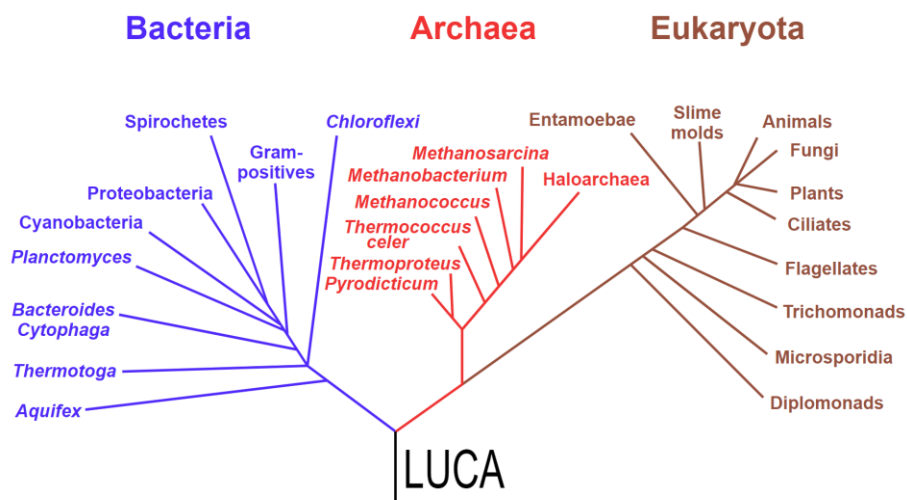 Bacteria
Archaea
Eukaryota
Spirochetes
Chloroflexi
Gram-
positives
Proteobacteria
Cyanobacteria
Planctomyces
Bacteroides
Cytophaga
Thermotoga
Aquifex
Methanosarcina
Methanobacterium
Haloarchaea
Methanococcus
Thermococcus
celer
Thermoproteus
Pyrodicticum
Entamoebae
Slime
molds
Animals
Fungi
Plants
Ciliates
Flagellates
Trichomonads
Microsporidia
Diplomonads
LUCA